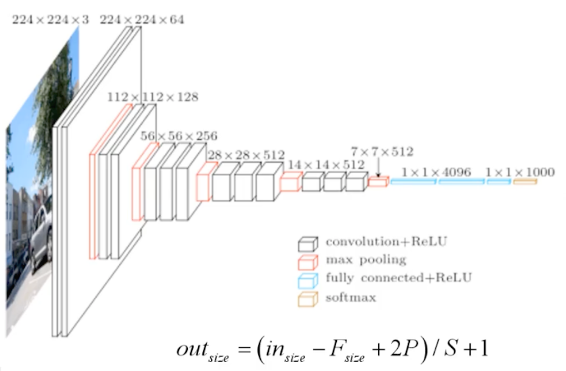 224×224×3 224×224×64
112×112×128
56×56×256
28×28×512
14×14×512
7×7×512
1×1×4096 1×1×1000
convolution+ReLU
max pooling
fully connected+ReLU
softmax
out_size = (in_size − F_size + 2P) / S + 1